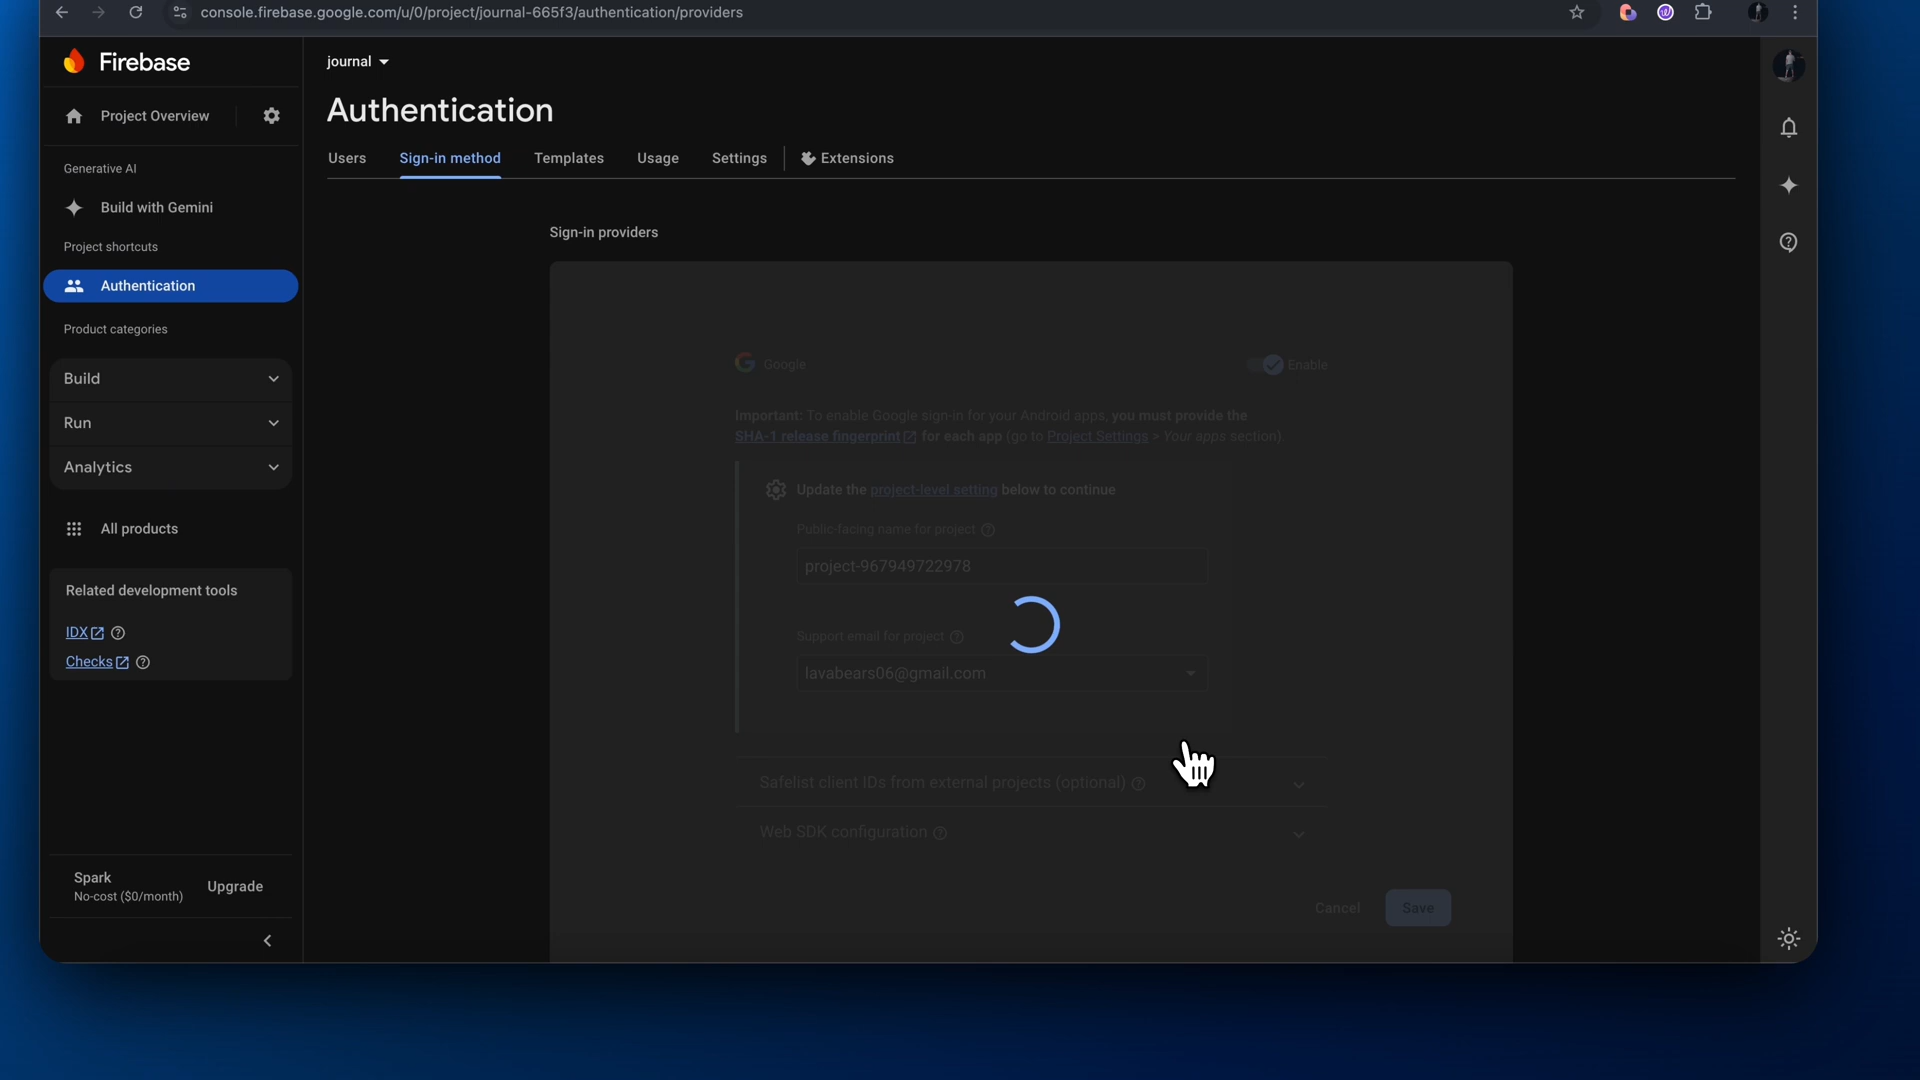 console.firebase.google.com/u/0/project/journal-665f3/authentication/providers
Firebase
Project Overview
Generative AI
Build with Gemini
Project shortcuts
Authentication
Product categories
Build
Run
Analytics
All products
Related development tools
IDX
Checks
Spark
No-cost ($0/month)
Upgrade
journal
Authentication
Users
Sign-in method
Templates
Usage
Settings
Extensions
Sign-in providers
Google
Enable
Important: To enable Google sign-in for your Android apps, you must provide the
SHA-1 release fingerprint for each app (go to Project Settings > Your apps section).
Update the project-level setting below to continue
Public-facing name for project
project-967949722978
Support email for project
lavabears06@gmail.com
Safelist client IDs from external projects (optional)
Web SDK configuration
Cancel
Save